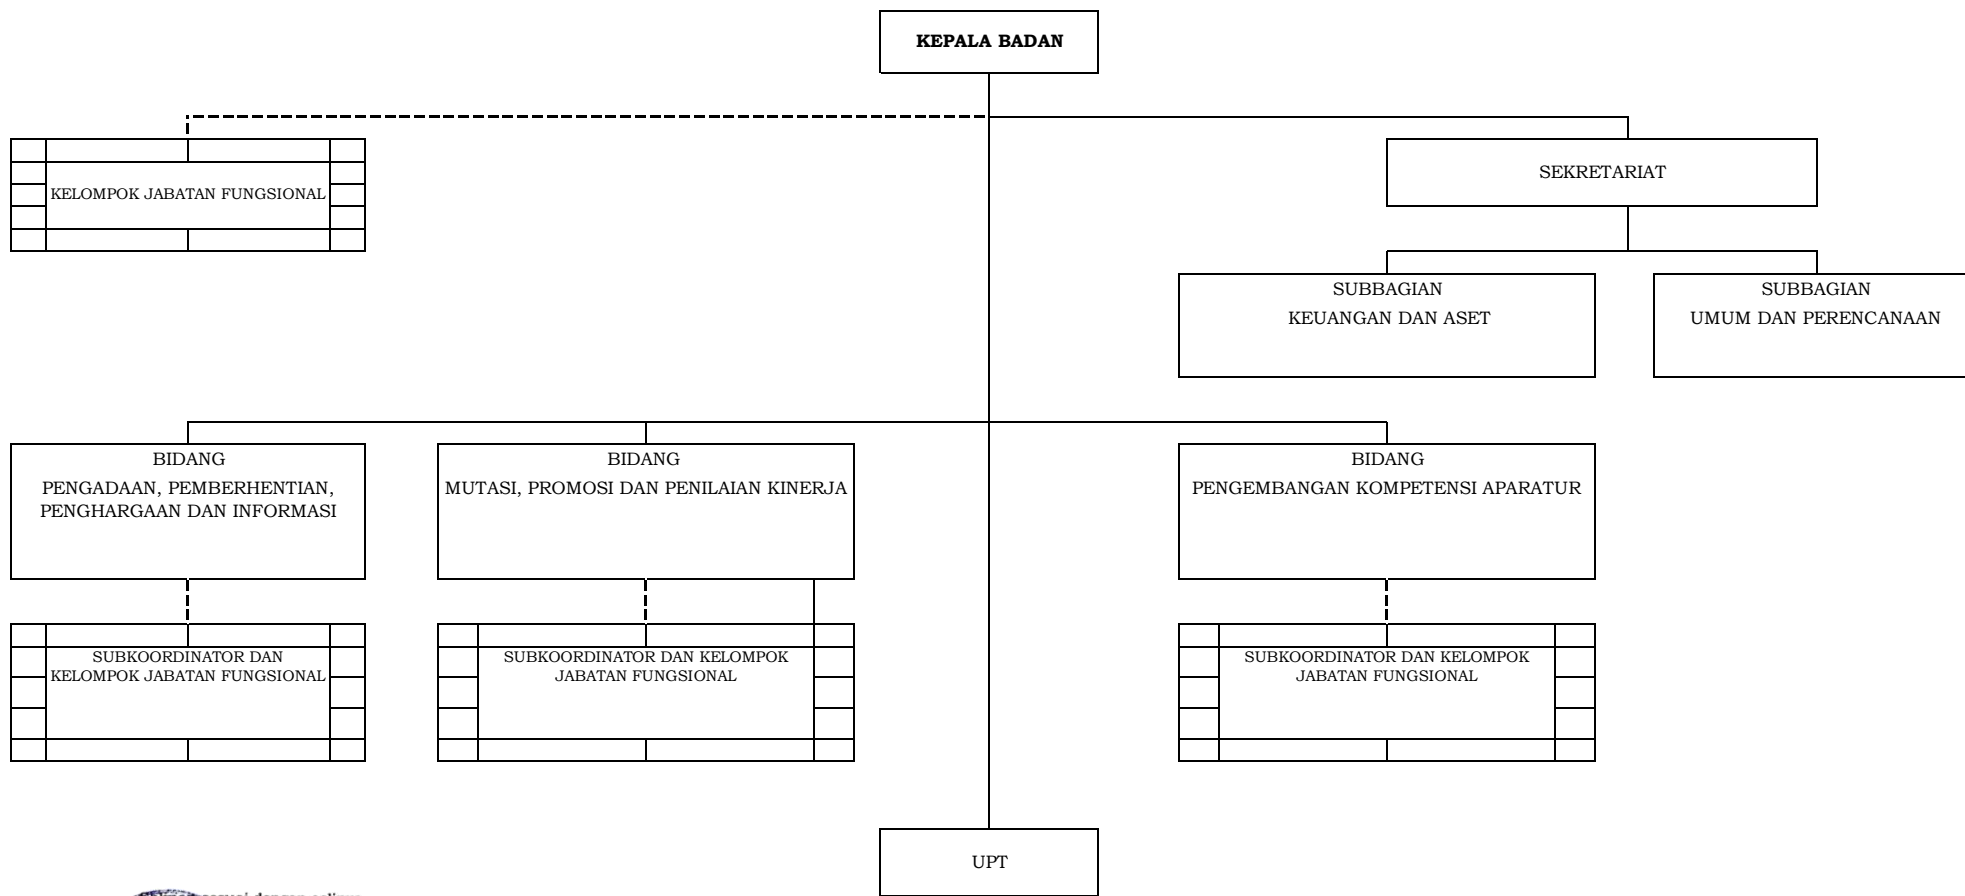 KEPALA BADAN
KELOMPOK JABATAN FUNGSIONAL
SEKRETARIAT
SUBBAGIAN
KEUANGAN DAN ASET
SUBBAGIAN
UMUM DAN PERENCANAAN
BIDANG
PENGADAAN, PEMBERHENTIAN,
PENGHARGAAN DAN INFORMASI
BIDANG
MUTASI, PROMOSI DAN PENILAIAN KINERJA
BIDANG
PENGEMBANGAN KOMPETENSI APARATUR
SUBKOORDINATOR DAN
KELOMPOK JABATAN FUNGSIONAL
SUBKOORDINATOR DAN KELOMPOK
JABATAN FUNGSIONAL
SUBKOORDINATOR DAN KELOMPOK
JABATAN FUNGSIONAL
UPT